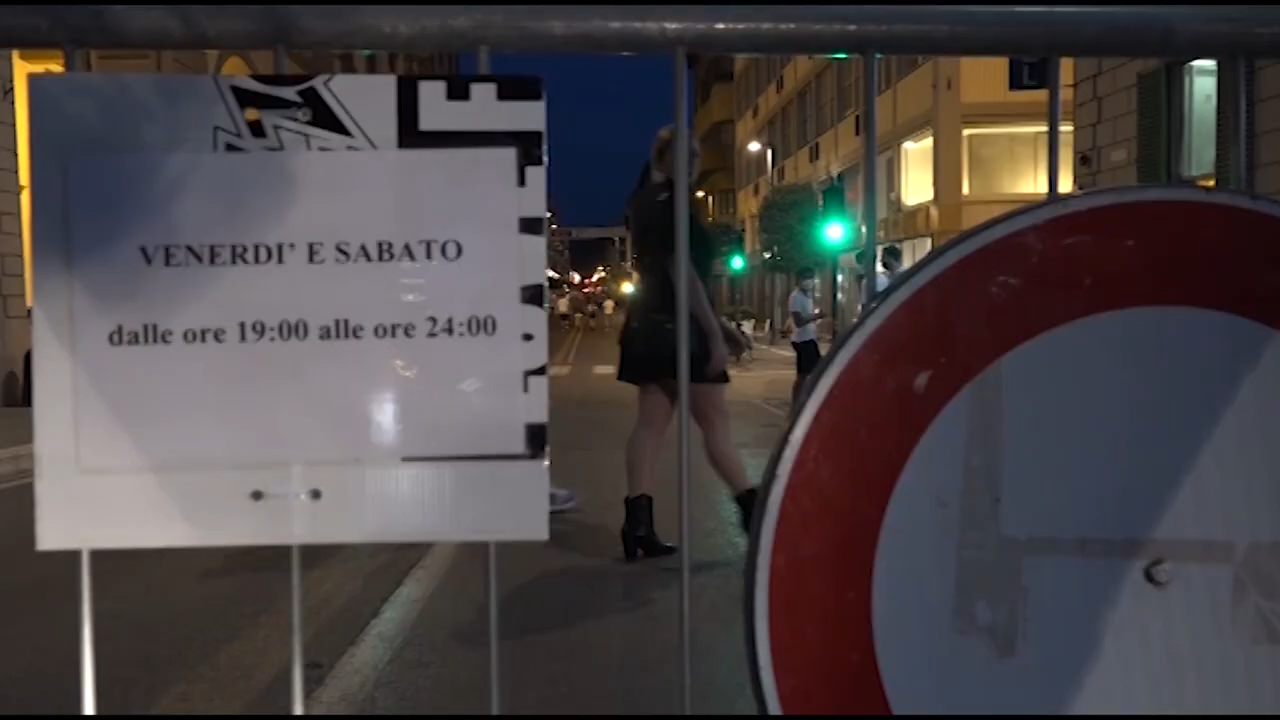 VENERDI’ E SABATO
dalle ore 19:00 alle ore 24:00